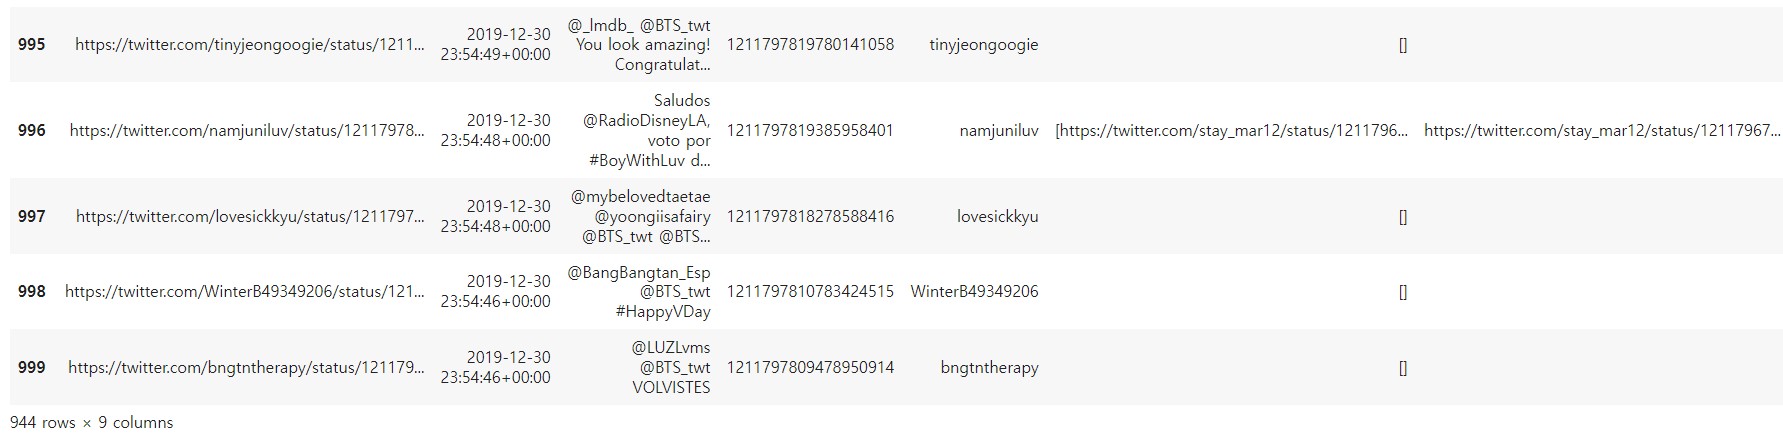 995 https://twitter.com/tinyjeongoogie/status/1211... 2019-12-30 23:54:49+00:00 @_lmdb_ @BTS_twt You look amazing! Congratulat... 1211797819780141058 tinyjeongoogie []
996 https://twitter.com/namjuniluv/status/12117978... 2019-12-30 23:54:48+00:00 Saludos @RadioDisneyLA, voto por #BoyWithLuv d... 1211797819385958401 namjuniluv [https://twitter.com/stay_mar12/status/1211796... https://twitter.com/stay_mar12/status/12117967...
997 https://twitter.com/lovesickkyu/status/1211797... 2019-12-30 23:54:48+00:00 @mybelovedtaetae @yoongiisafairy @BTS_twt @BTS... 1211797818278588416 lovesickkyu []
998 https://twitter.com/WinterB49349206/status/121... 2019-12-30 23:54:46+00:00 @BangBangtan_Esp @BTS_twt #HappyVDay 1211797810783424515 WinterB49349206 []
999 https://twitter.com/bngtntherapy/status/121179... 2019-12-30 23:54:46+00:00 @LUZLvms @BTS_twt VOLVISTES 1211797809478950914 bngtntherapy []
944 rows × 9 columns